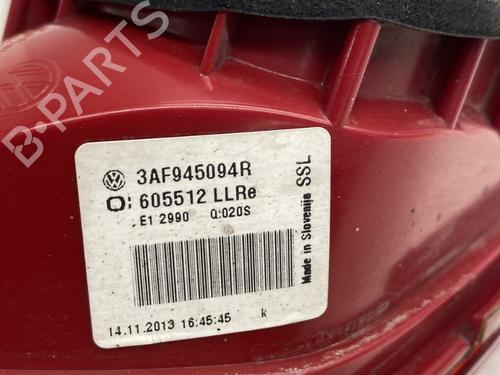 B-PARTS
3AF945094R
605512 LLRe
E1 2990 Q:020S
14.11.2013 16:45:45 k
Made in Slovenija SSL